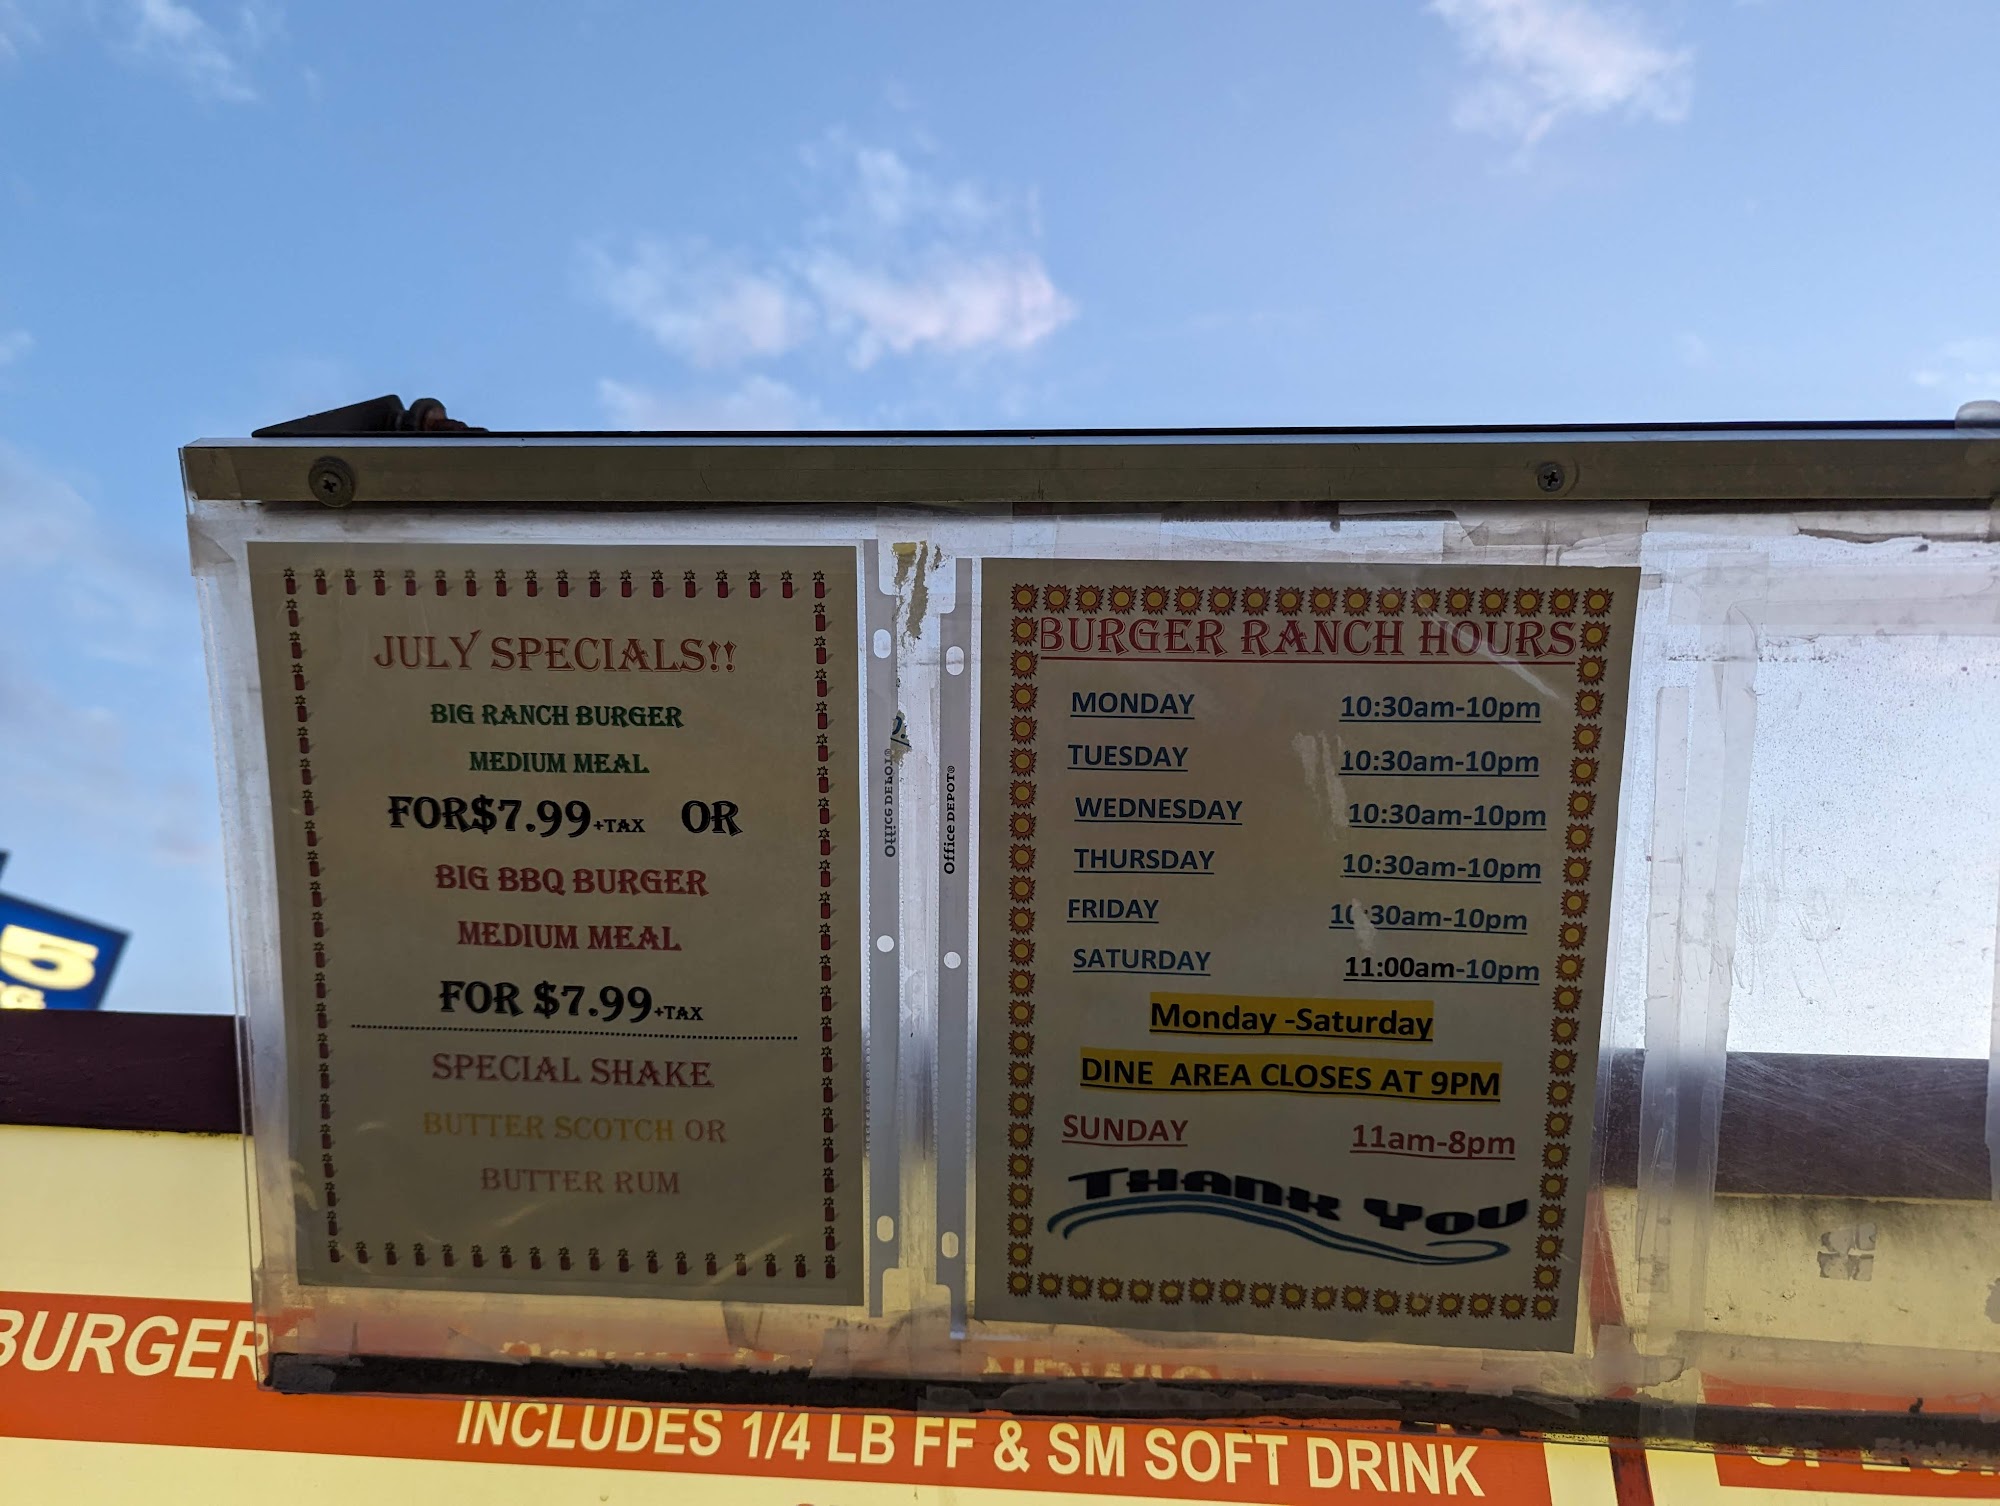 JULY SPECIALS!!
BIG RANCH BURGER
MEDIUM MEAL
FOR$7.99+TAX OR
BIG BBQ BURGER
MEDIUM MEAL
FOR $7.99+TAX
SPECIAL SHAKE
BUTTER SCOTCH OR
BUTTER RUM
Office DEPOT®
Office DEPOT®
BURGER RANCH HOURS
MONDAY 10:30am-10pm
TUESDAY 10:30am-10pm
WEDNESDAY 10:30am-10pm
THURSDAY 10:30am-10pm
FRIDAY 10:30am-10pm
SATURDAY 11:00am-10pm
Monday -Saturday
DINE AREA CLOSES AT 9PM
SUNDAY 11am-8pm
THANK YOU
5
BURGER
INCLUDES 1/4 LB FF & SM SOFT DRINK